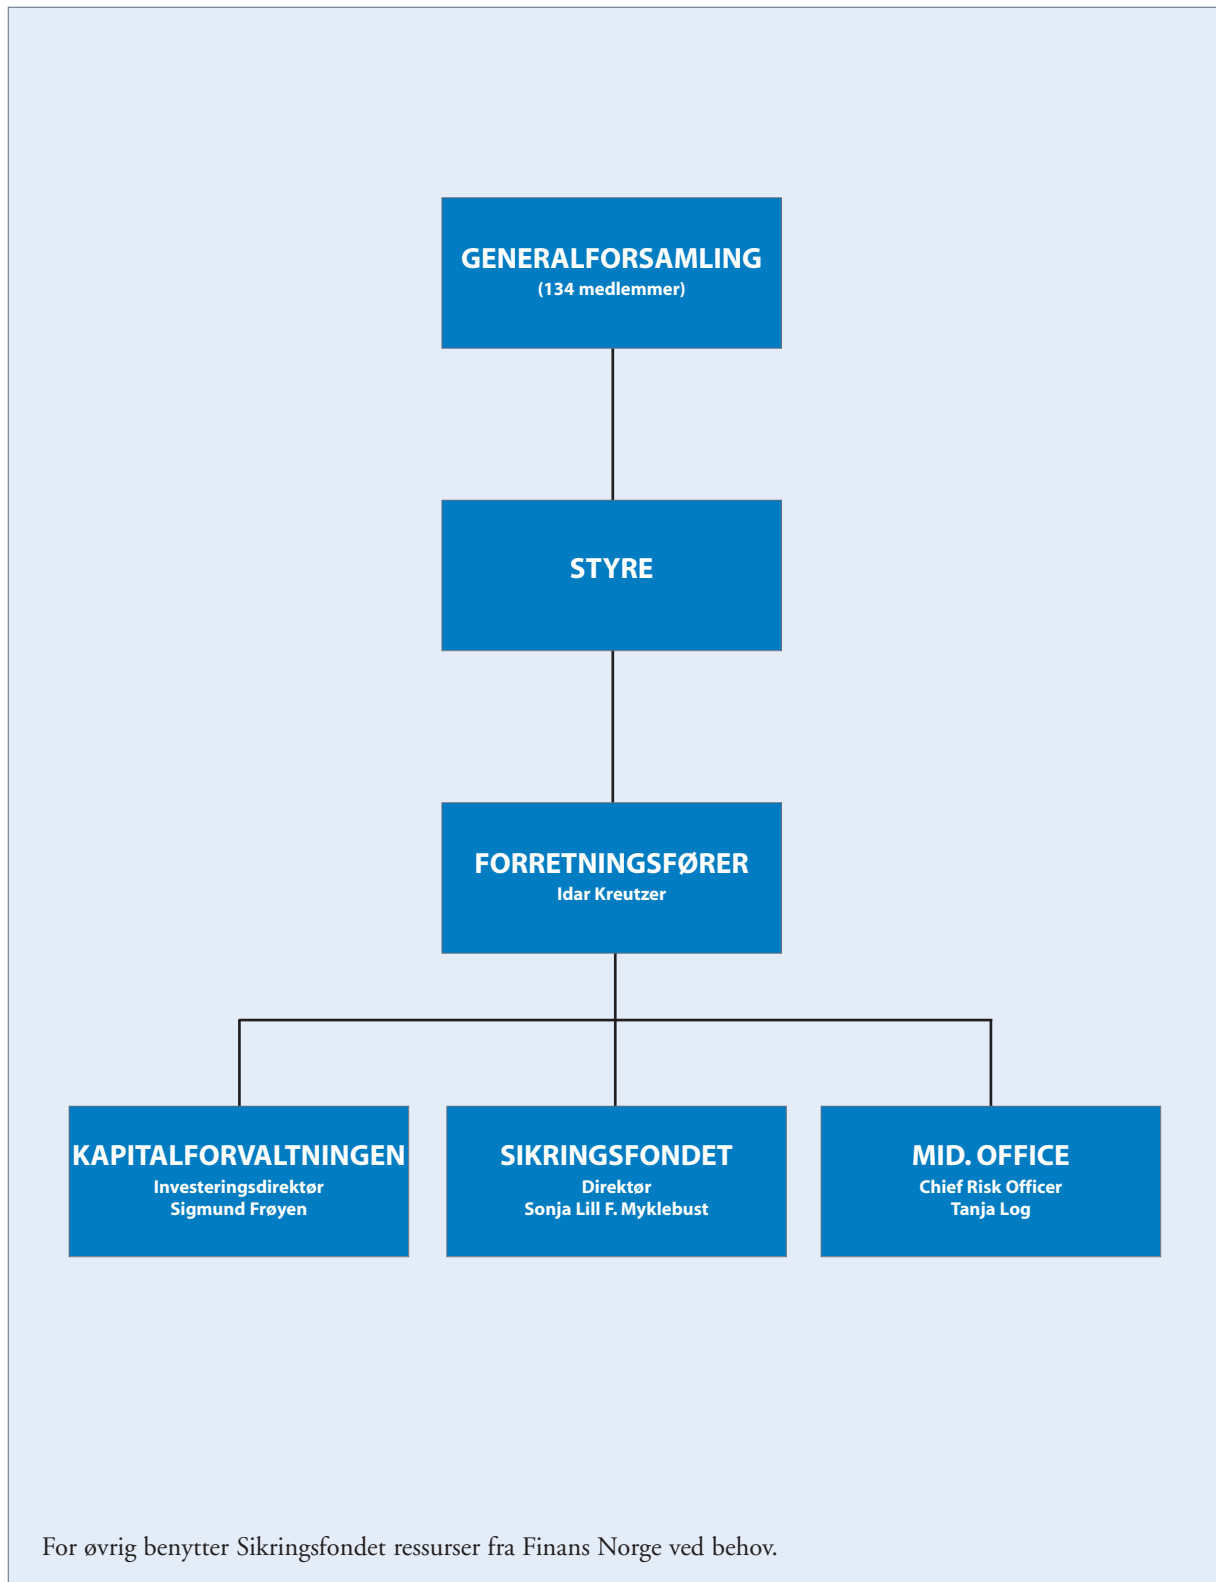 GENERALFORSAMLING
(134 medlemmer)
STYRE
FORRETNINGSFØRER
Idar Kreutzer
KAPITALFORVALTNINGEN
Investeringsdirektør
Sigmund Frøyen
SIKRINGSFONDET
Direktør
Sonja Lill F. Myklebust
MID. OFFICE
Chief Risk Officer
Tanja Log
For øvrig benytter Sikringsfondet ressurser fra Finans Norge ved behov.